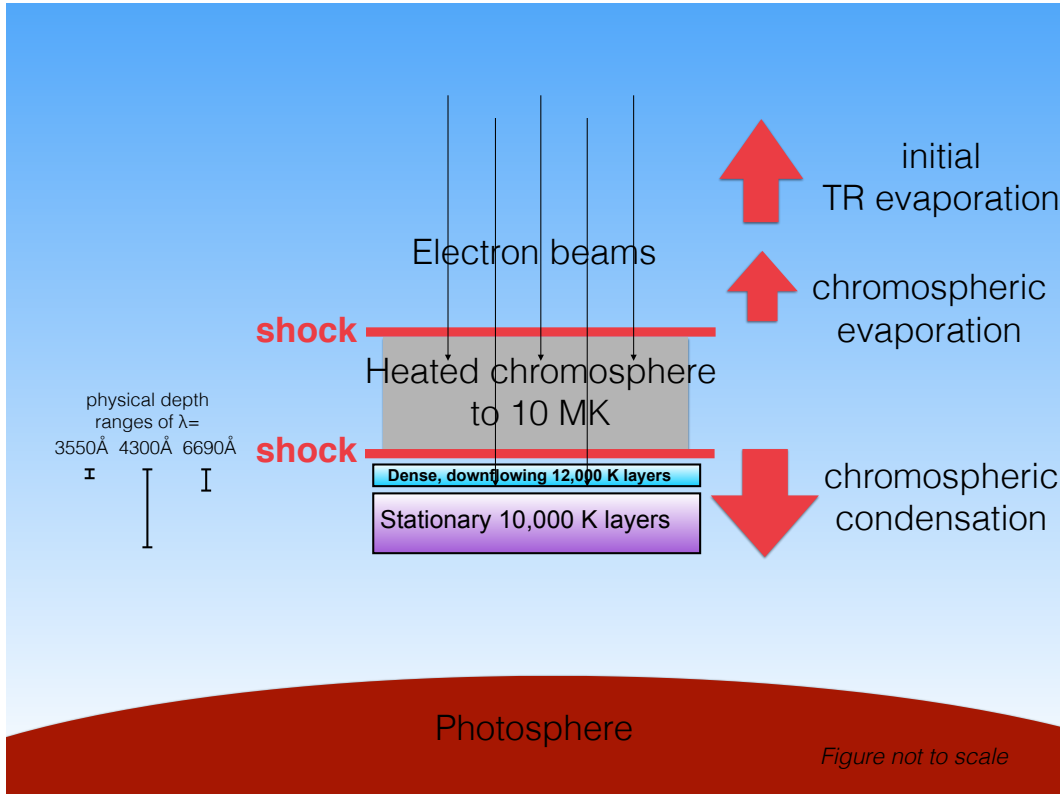 initial
TR evaporation
Electron beams
chromospheric
evaporation
shock
Heated chromosphere
to 10 MK
physical depth
ranges of λ=
3550Å 4300Å 6690Å
shock
Dense, downflowing 12,000 K layers
Stationary 10,000 K layers
chromospheric
condensation
Photosphere
Figure not to scale